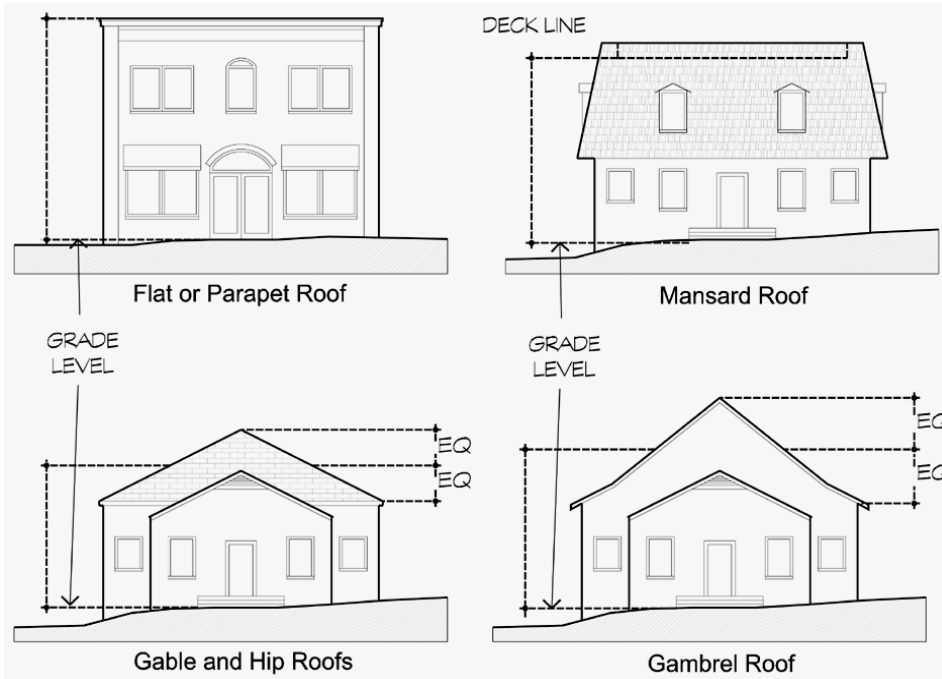 DECK LINE
Flat or Parapet Roof
Mansard Roof
GRADE
LEVEL
GRADE
LEVEL
EQ
EQ
EQ
EQ
Gable and Hip Roofs
Gambrel Roof